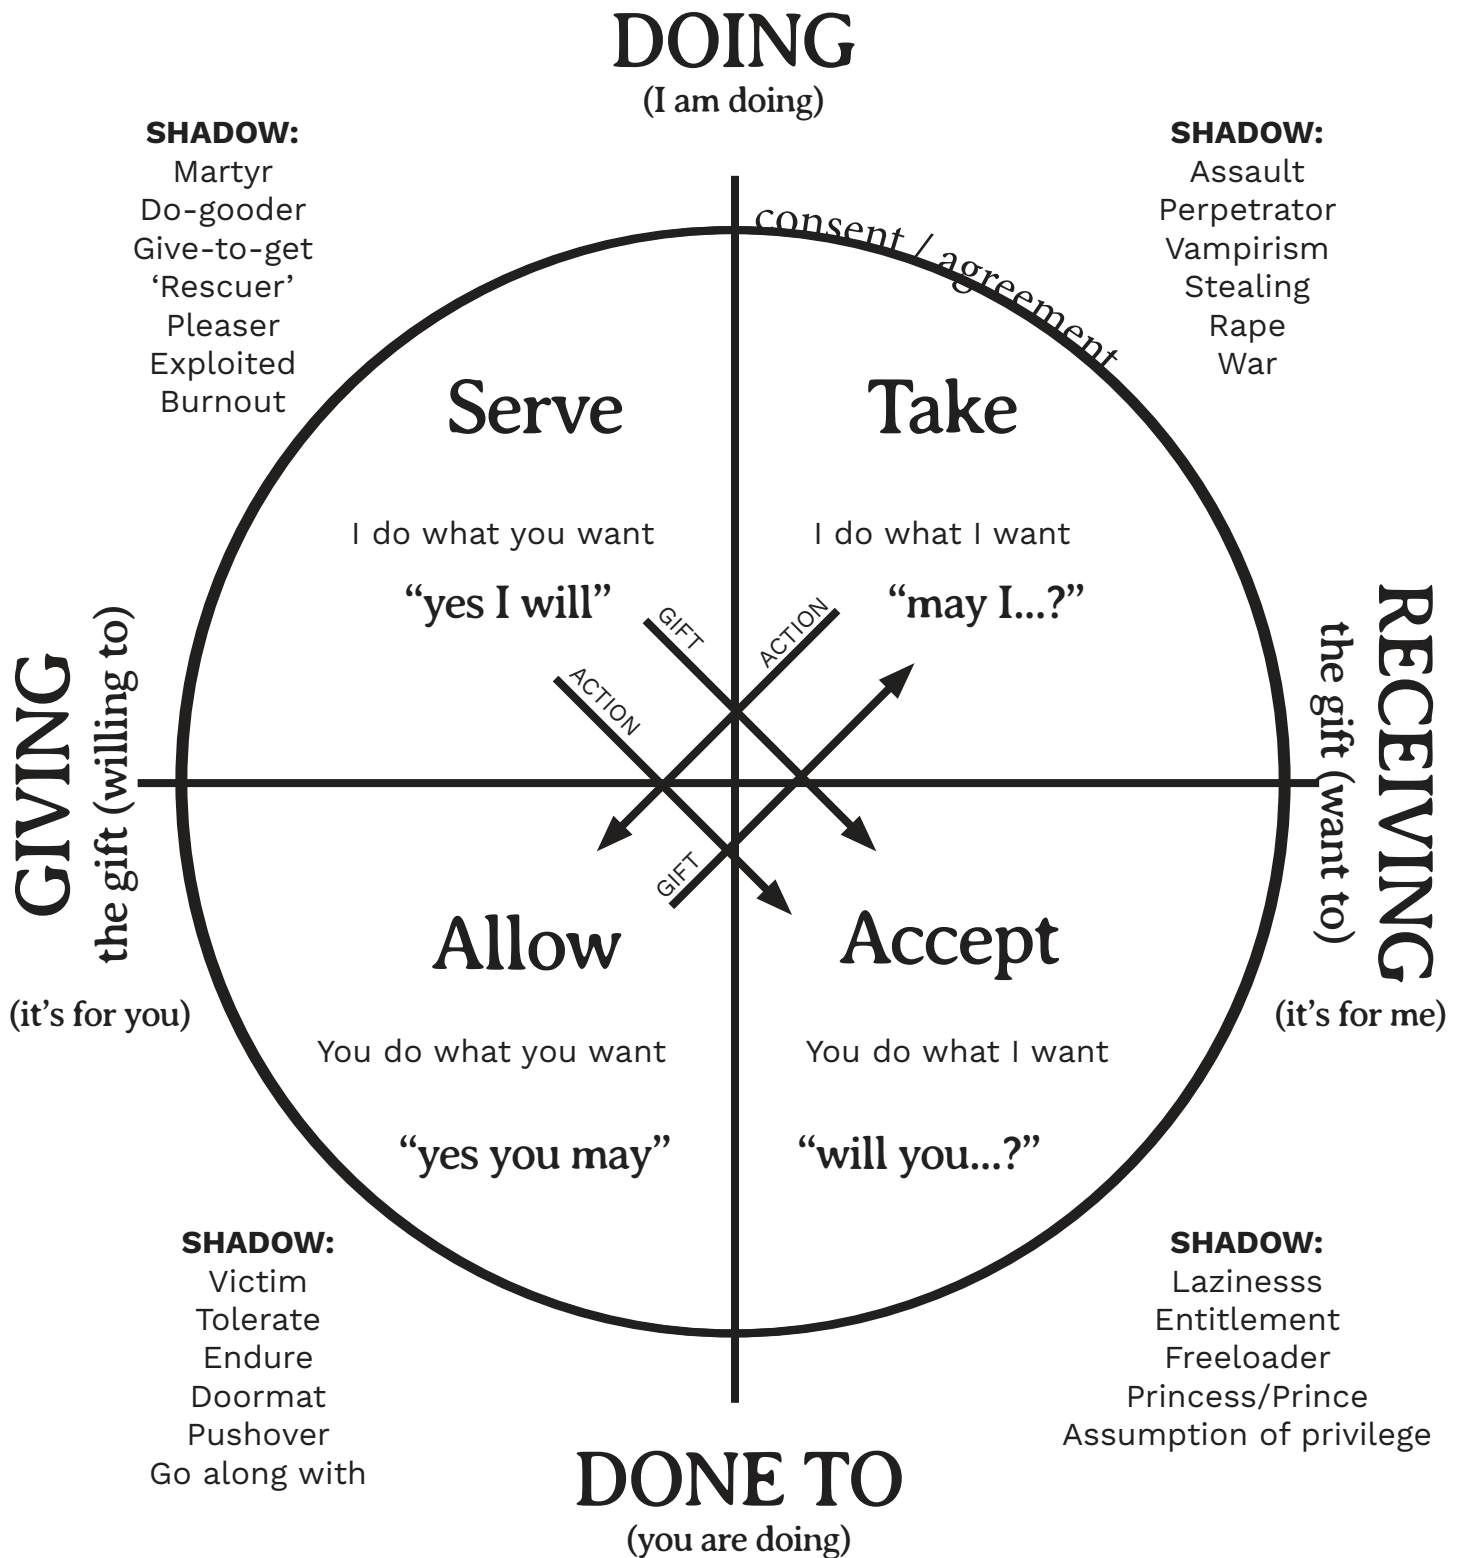 DOING
(I am doing)
SHADOW:
Martyr
Do-gooder
Give-to-get
‘Rescuer’
Pleaser
Exploited
Burnout
SHADOW:
Assault
Perpetrator
Vampirism
Stealing
Rape
War
consent / agreement
Serve
I do what you want
“yes I will”
Take
I do what I want
“may I...?”
GIFT
ACTION
ACTION
GIFT
GIVING
the gift (willing to)
(it’s for you)
RECEIVING
the gift (want to)
(it’s for me)
Allow
You do what you want
“yes you may”
Accept
You do what I want
“will you...?”
SHADOW:
Victim
Tolerate
Endure
Doormat
Pushover
Go along with
SHADOW:
Lazinesss
Entitlement
Freeloader
Princess/Prince
Assumption of privilege
DONE TO
(you are doing)